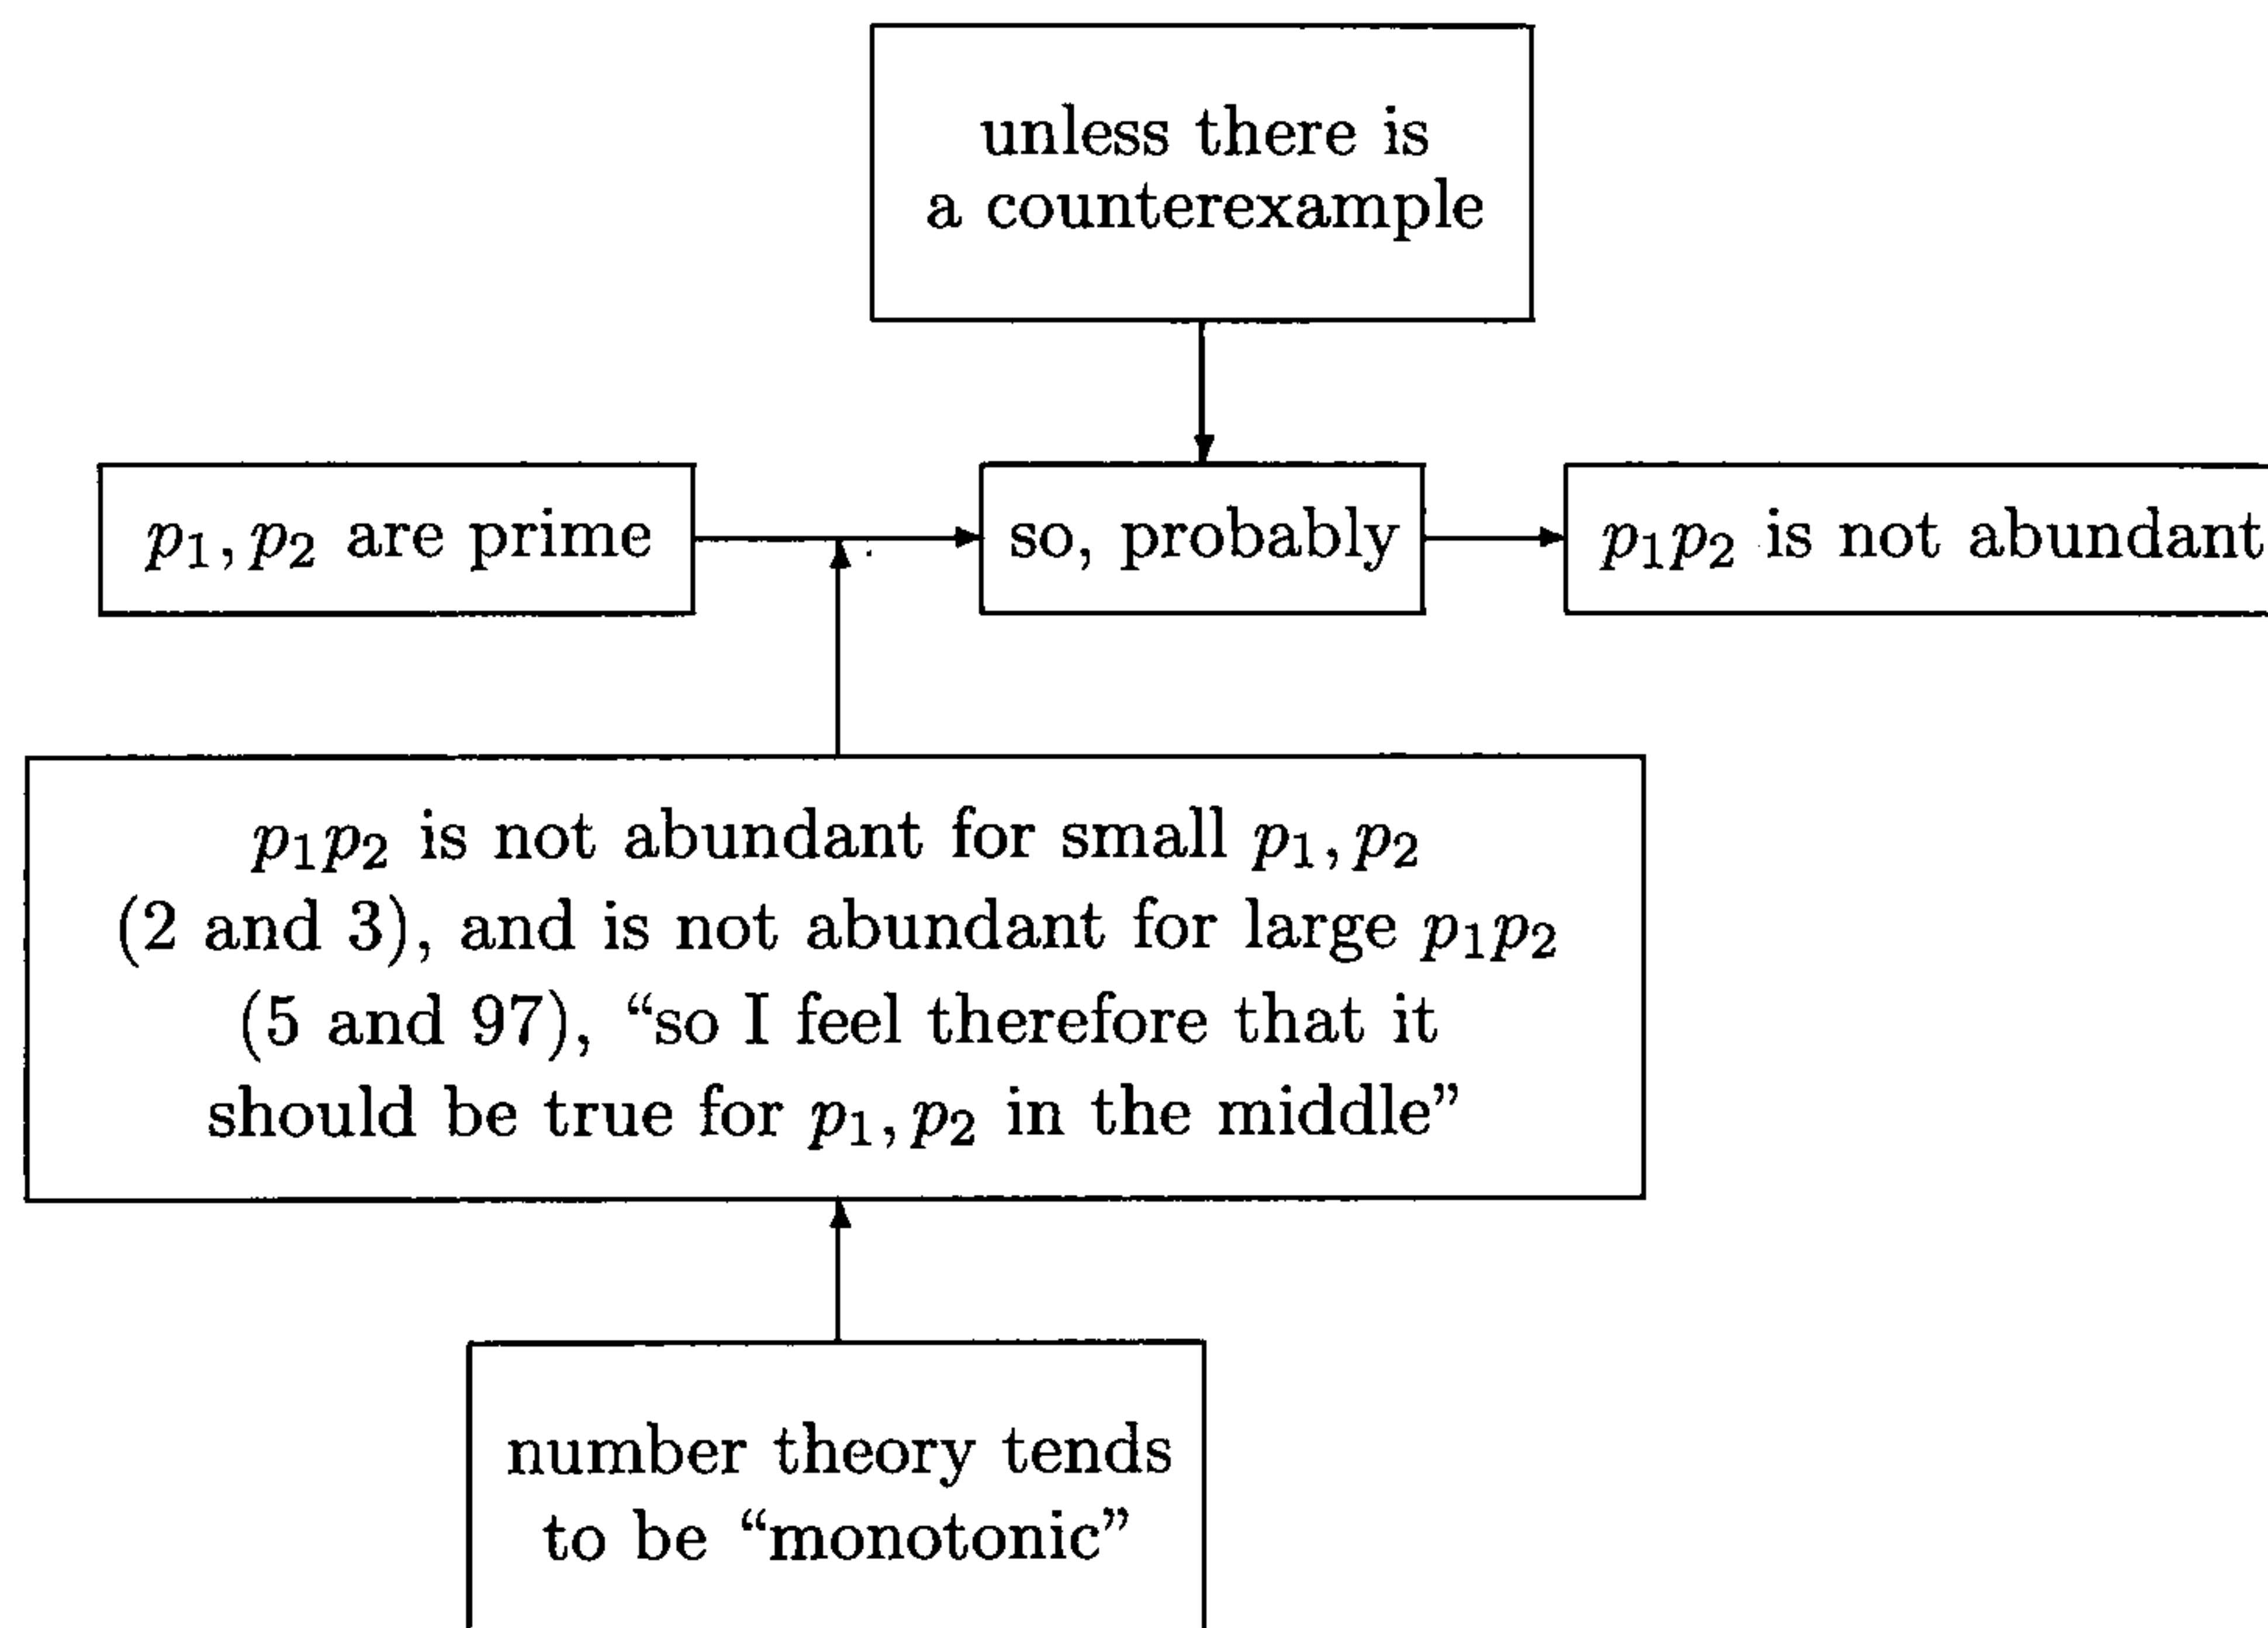 unless there is
a counterexample
p₁, p₂ are prime
so, probably
p₁p₂ is not abundant
p₁p₂ is not abundant for small p₁, p₂
(2 and 3), and is not abundant for large p₁p₂
(5 and 97), “so I feel therefore that it
should be true for p₁, p₂ in the middle”
number theory tends
to be “monotonic”